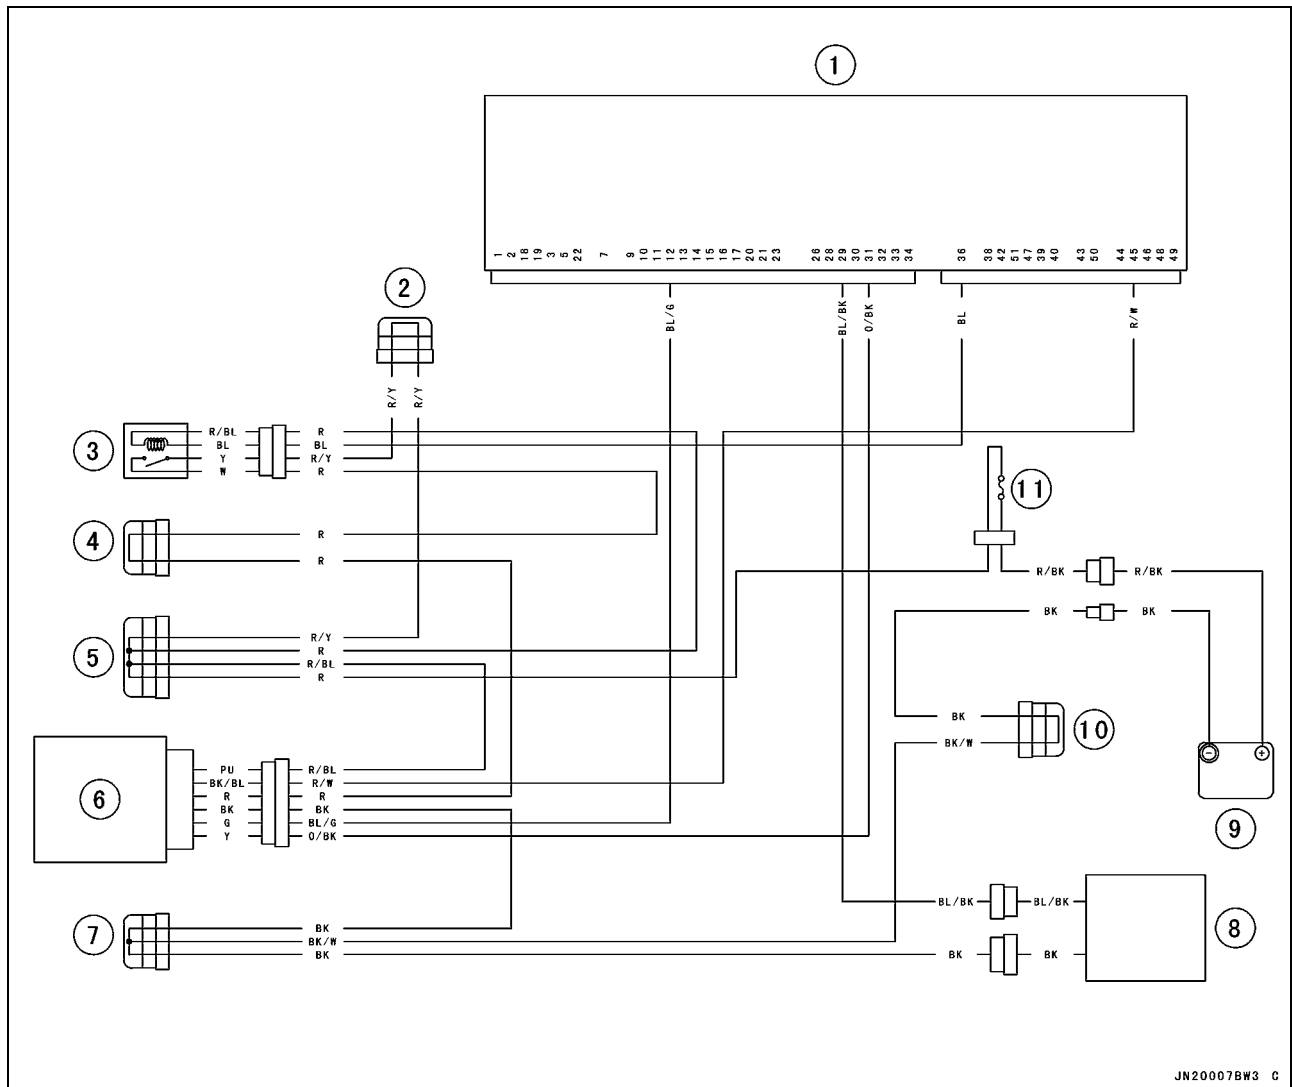 1
1 2 18 19 3 5 22 7 9 10 11 12 13 14 15 16 17 20 21 23 26 28 29 30 31 32 33 34 36 38 42 51 47 39 40 43 50 44 45 46 48 49
2
BL/G BL/BK O/BK BL R/W
R/Y R/Y
3
R/BL R
BL BL
Y R/Y
W R
11
4
R
R
R/BK R/BK
BK BK
5
R/Y
R
R/BL
R
BK
10
BK/W
6
PU R/BL
BK/BL R/W
R R
BK BK
G BL/G
Y O/BK
9
7
BK
BK/W
BK
BL/BK BL/BK
8
BK BK
JN20007BW3 C